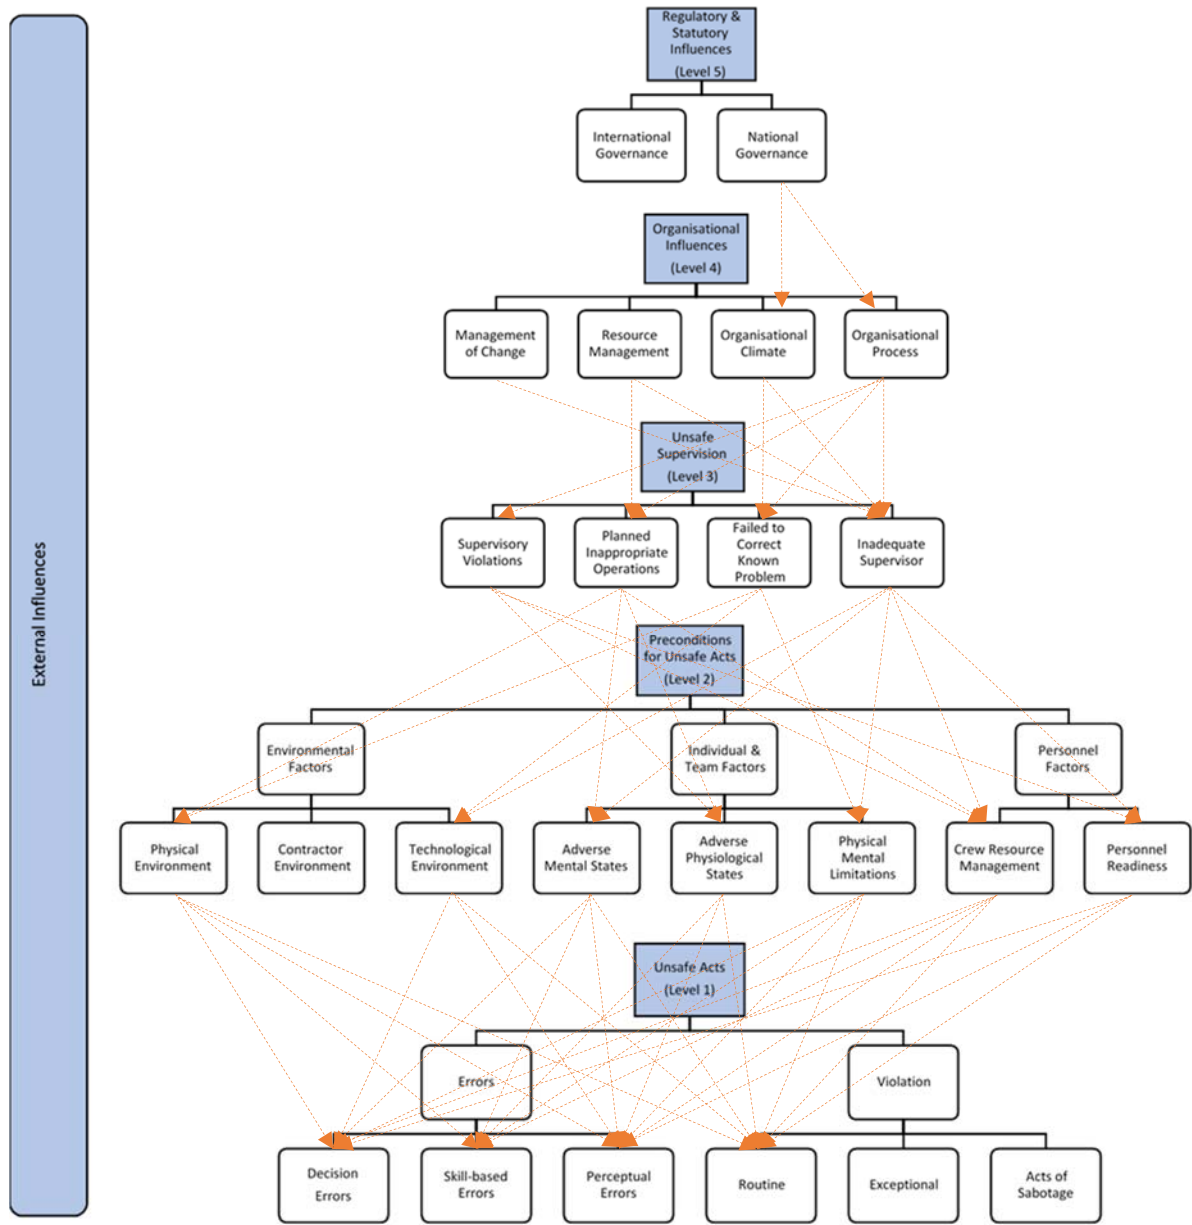 External Influences
Regulatory &
Statutory
Influences
(Level 5)
International
Governance
National
Governance
Organisational
Influences
(Level 4)
Management
of Change
Resource
Management
Organisational
Climate
Organisational
Process
Unsafe
Supervision
(Level 3)
Supervisory
Violations
Planned
Inappropriate
Operations
Failed to
Correct
Known
Problem
Inadequate
Supervisor
Preconditions
for Unsafe Acts
(Level 2)
Environmental
Factors
Individual &
Team Factors
Personnel
Factors
Physical
Environment
Contractor
Environment
Technological
Environment
Adverse
Mental States
Adverse
Physiological
States
Physical
Mental
Limitations
Crew Resource
Management
Personnel
Readiness
Unsafe Acts
(Level 1)
Errors
Violation
Decision
Errors
Skill-based
Errors
Perceptual
Errors
Routine
Exceptional
Acts of
Sabotage